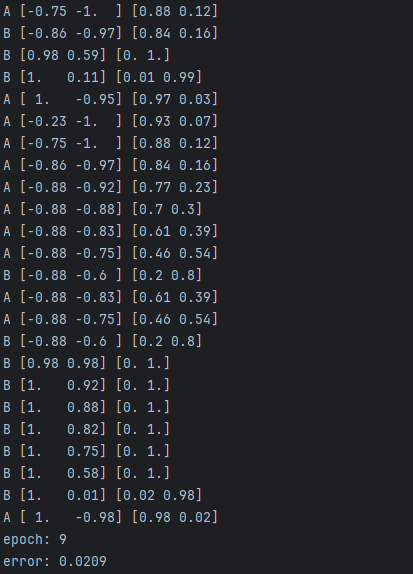 A [-0.75 -1.  ] [0.88 0.12]
B [-0.86 -0.97] [0.84 0.16]
B [0.98 0.59] [0. 1.]
B [1.   0.11] [0.01 0.99]
A [ 1.   -0.95] [0.97 0.03]
A [-0.23 -1.  ] [0.93 0.07]
A [-0.75 -1.  ] [0.88 0.12]
A [-0.86 -0.97] [0.84 0.16]
A [-0.88 -0.92] [0.77 0.23]
A [-0.88 -0.88] [0.7 0.3]
A [-0.88 -0.83] [0.61 0.39]
A [-0.88 -0.75] [0.46 0.54]
B [-0.88 -0.6 ] [0.2 0.8]
A [-0.88 -0.83] [0.61 0.39]
A [-0.88 -0.75] [0.46 0.54]
B [-0.88 -0.6 ] [0.2 0.8]
B [0.98 0.98] [0. 1.]
B [1.   0.92] [0. 1.]
B [1.   0.88] [0. 1.]
B [1.   0.82] [0. 1.]
B [1.   0.75] [0. 1.]
B [1.   0.58] [0. 1.]
B [1.   0.01] [0.02 0.98]
A [ 1.   -0.98] [0.98 0.02]
epoch: 9
error: 0.0209